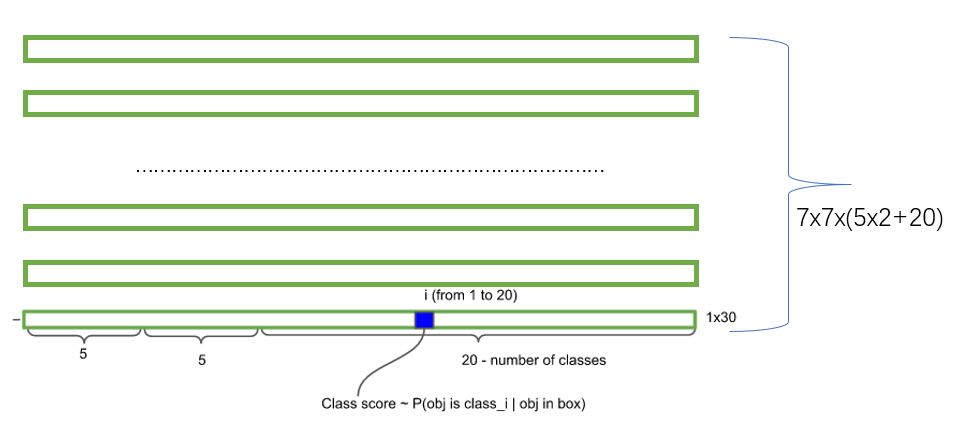 7x7x(5x2+20)
i (from 1 to 20)
1x30
5
5
20 - number of classes
Class score ~ P(obj is class_i | obj in box)